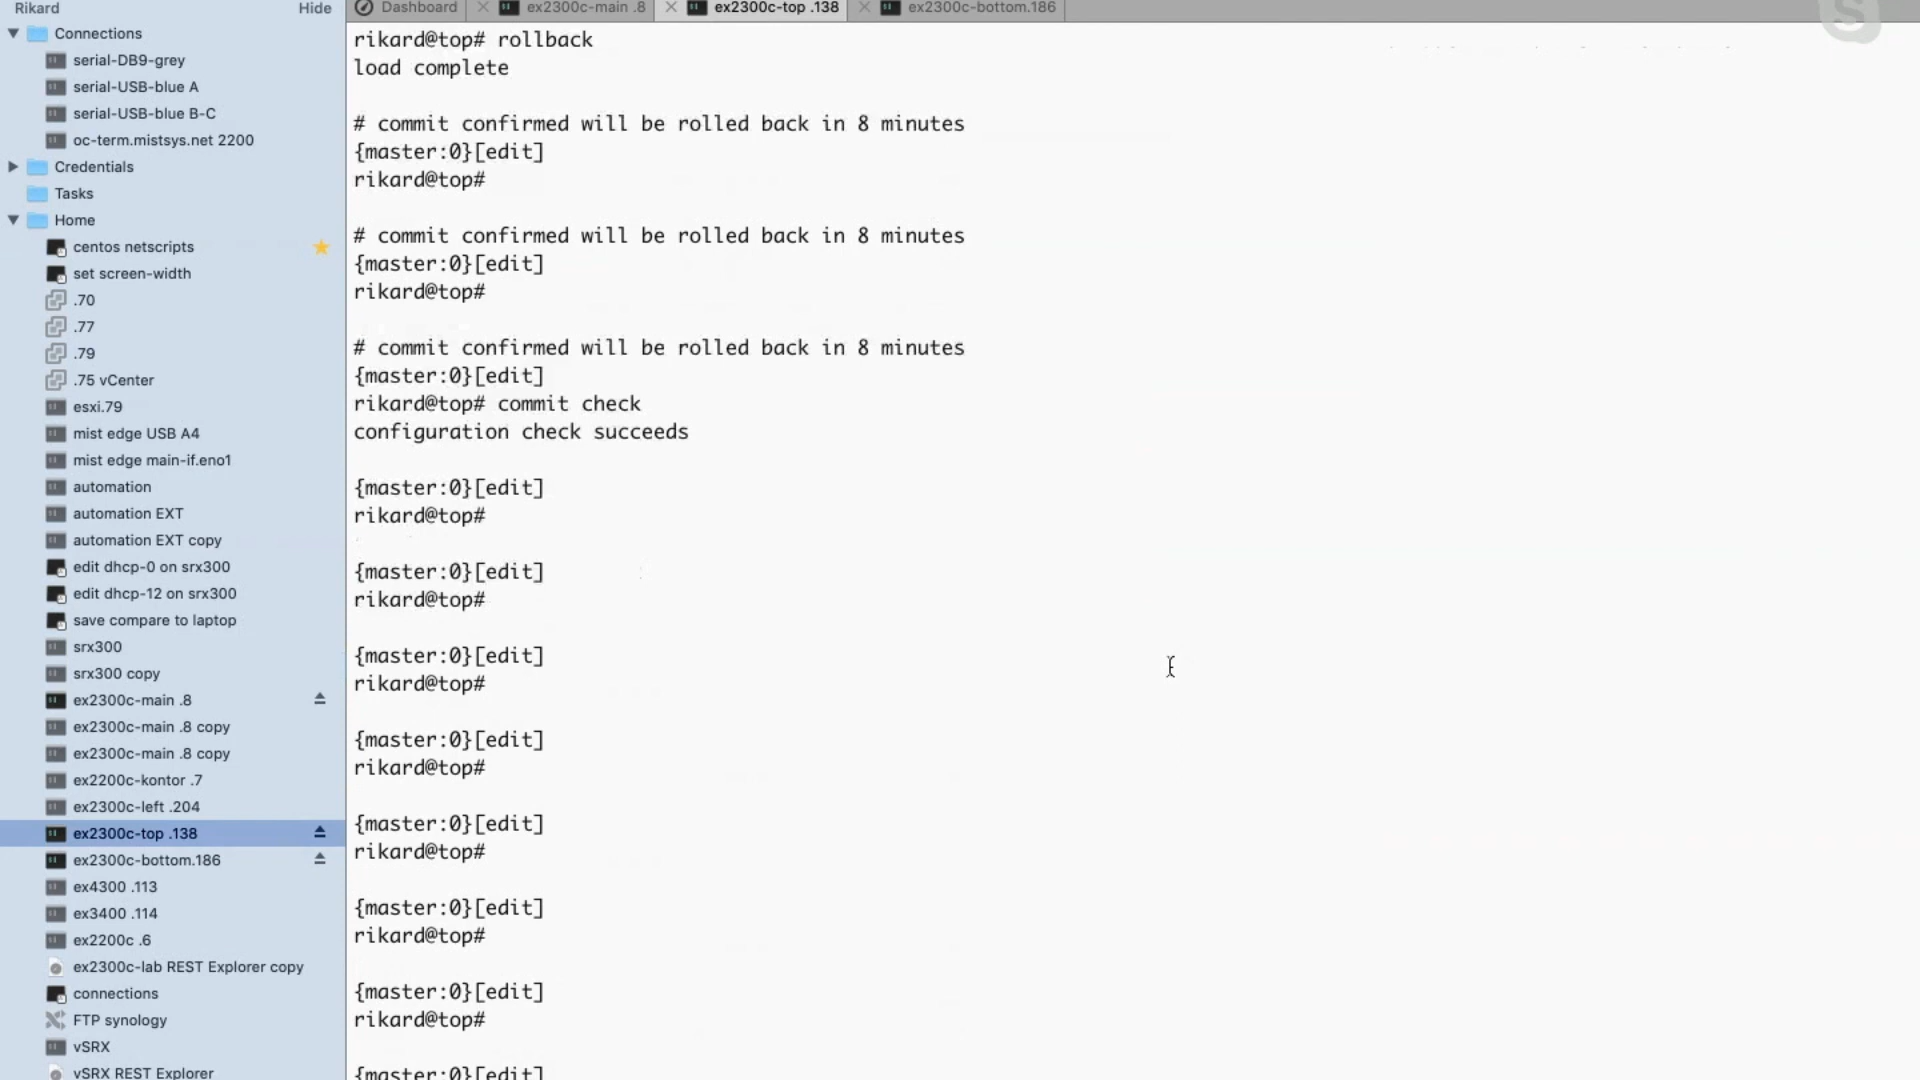 Rikard
Hide
Connections
serial-DB9-grey
serial-USB-blue A
serial-USB-blue B-C
oc-term.mistsys.net 2200
Credentials
Tasks
Home
centos netscripts
set screen-width
.70
.77
.79
.75 vCenter
esxi.79
mist edge USB A4
mist edge main-if.eno1
automation
automation EXT
automation EXT copy
edit dhcp-0 on srx300
edit dhcp-12 on srx300
save compare to laptop
srx300
srx300 copy
ex2300c-main .8
ex2300c-main .8 copy
ex2300c-main .8 copy
ex2200c-kontor .7
ex2300c-left .204
ex2300c-top .138
ex2300c-bottom.186
ex4300 .113
ex3400 .114
ex2200c .6
ex2300c-lab REST Explorer copy
connections
FTP synology
vSRX
vSRX REST Explorer
Dashboard
ex2300c-main .8
ex2300c-top .138
ex2300c-bottom.186
rikard@top# rollback
load complete
# commit confirmed will be rolled back in 8 minutes
{master:0}[edit]
rikard@top#
# commit confirmed will be rolled back in 8 minutes
{master:0}[edit]
rikard@top#
# commit confirmed will be rolled back in 8 minutes
{master:0}[edit]
rikard@top# commit check
configuration check succeeds
{master:0}[edit]
rikard@top#
{master:0}[edit]
rikard@top#
{master:0}[edit]
rikard@top#
{master:0}[edit]
rikard@top#
{master:0}[edit]
rikard@top#
{master:0}[edit]
rikard@top#
{master:0}[edit]
rikard@top#
{master:0}[edit]